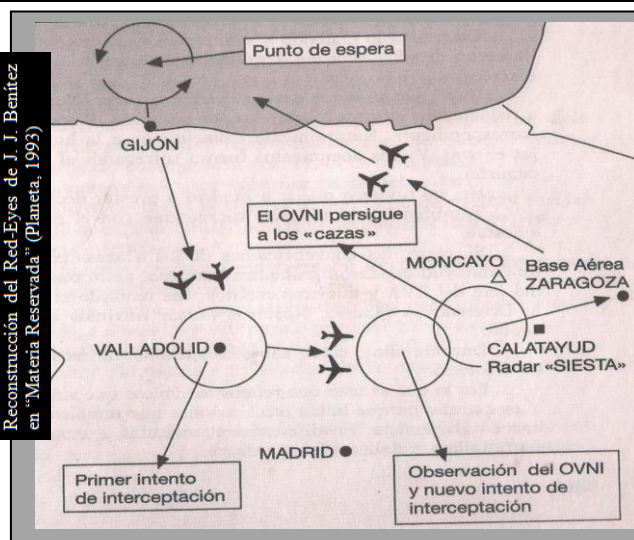 Reconstrucción del Red-Eyes de J. J. Benítez
en “Materia Reservada” (Planeta, 1993)
Punto de espera
GIJÓN
El OVNI persigue
a los «cazas»
MONCAYO
Base Aérea
ZARAGOZA
VALLADOLID
CALATAYUD
Radar «SIESTA»
MADRID
Primer intento
de interceptación
Observación del OVNI
y nuevo intento de
interceptación